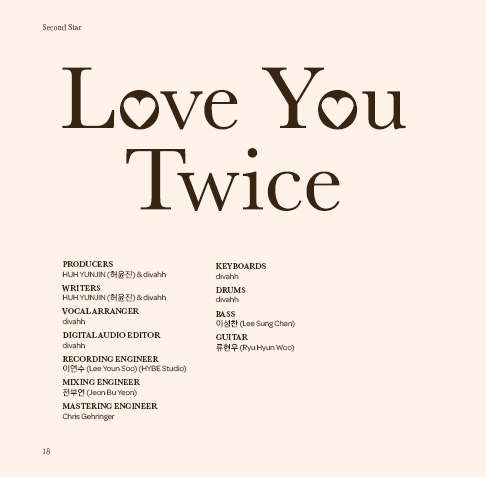 Second Star
Love You
Twice
PRODUCERS
HUH YUNJIN (허윤진) & divahh
WRITERS
HUH YUNJIN (허윤진) & divahh
VOCAL ARRANGER
divahh
DIGITAL AUDIO EDITOR
divahh
RECORDING ENGINEER
이연수 (Lee Youn Soo) (HYBE Studio)
MIXING ENGINEER
전부연 (Jeon Bu Yeon)
MASTERING ENGINEER
Chris Gehringer
KEYBOARDS
divahh
DRUMS
divahh
BASS
이성찬 (Lee Sung Chan)
GUITAR
류현우 (Ryu Hyun Woo)
18